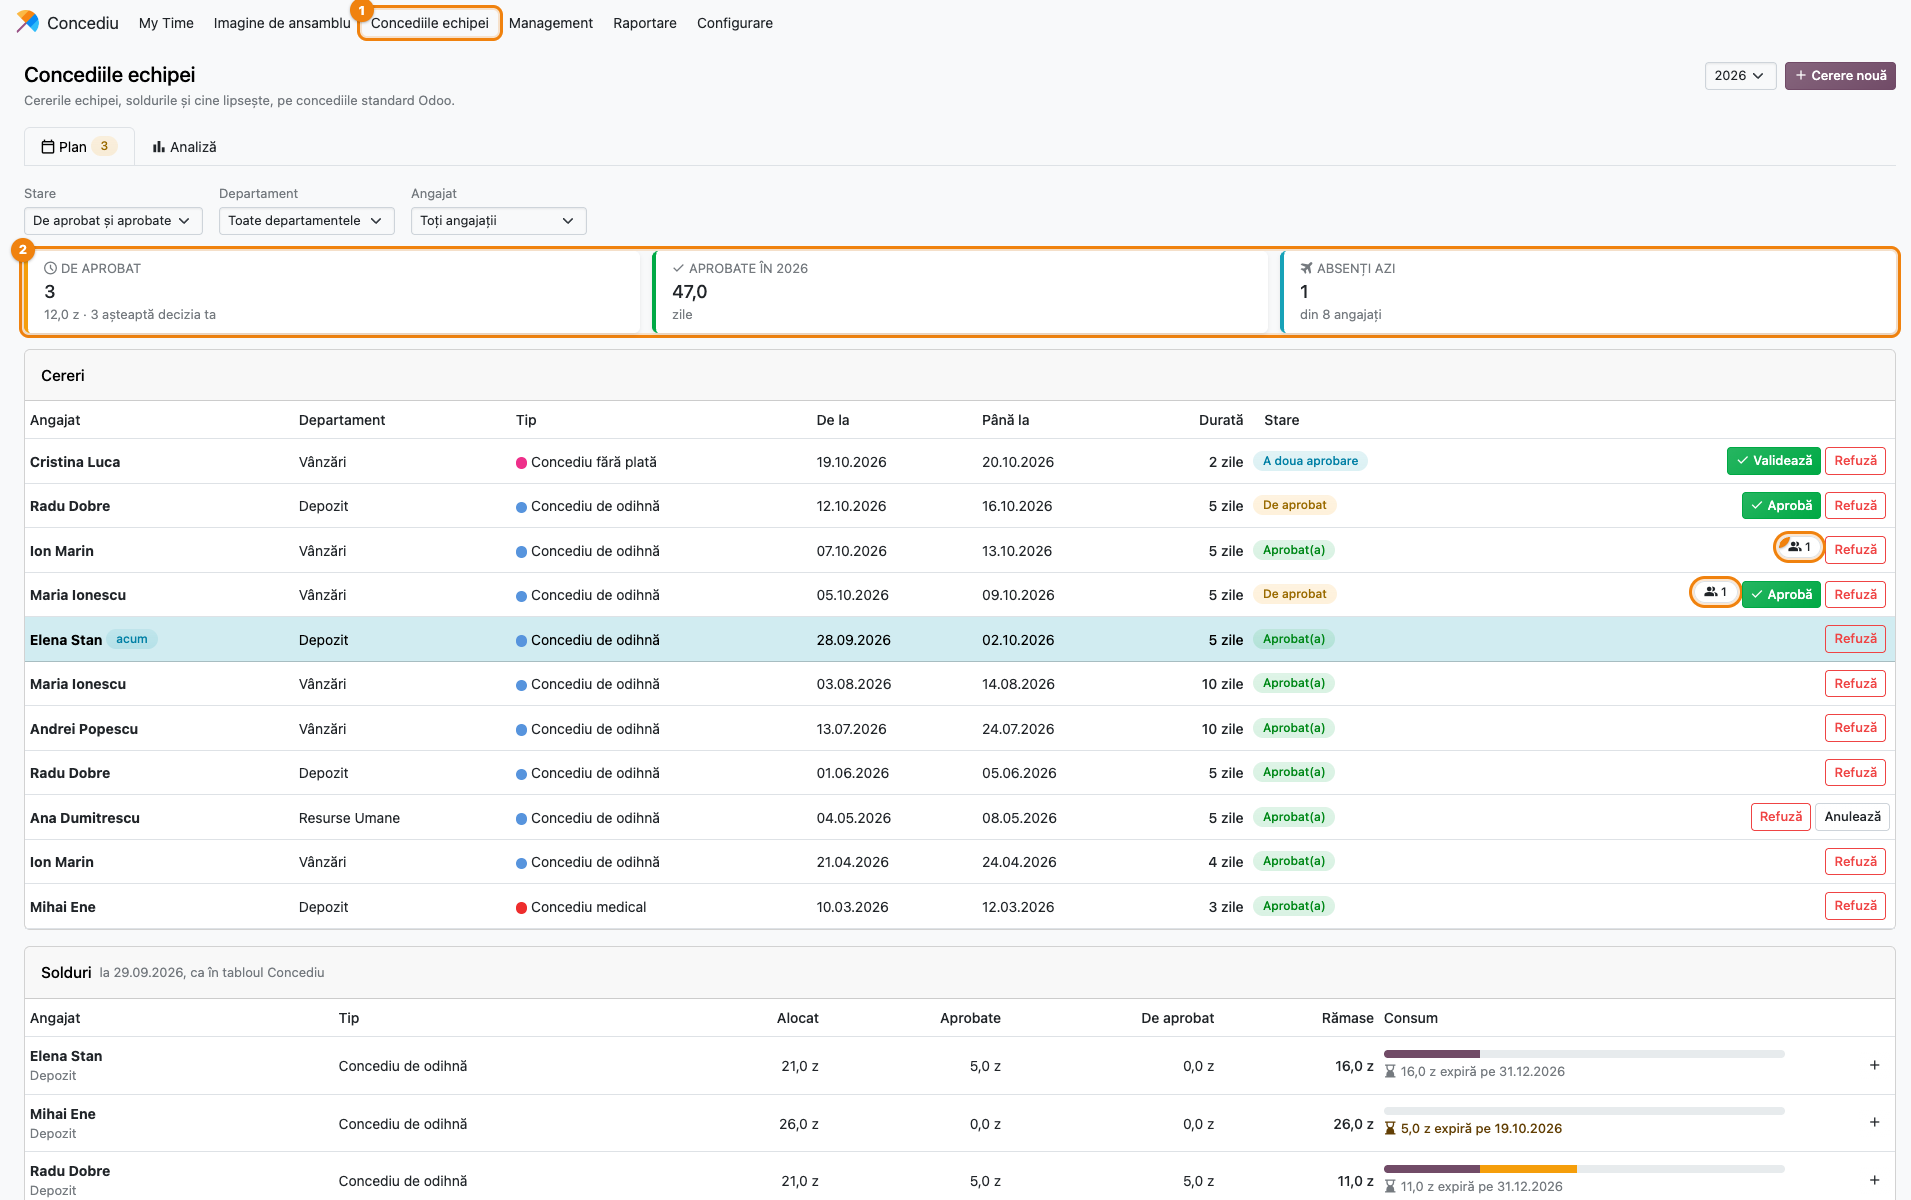 Concediu My Time Imagine de ansamblu Concediile echipei Management Raportare Configurare
1
Concediile echipei
2026 + Cerere nouă
Cererile echipei, soldurile și cine lipsește, pe concediile standard Odoo.
Plan 3 Analiză
Stare Departament Angajat
De aprobat și aprobate Toate departamentele Toți angajații
2
DE APROBAT APROBATE ÎN 2026 ABSENȚI AZI
3 47,0 1
12,0 z · 3 așteaptă decizia ta zile din 8 angajați
Cereri
Angajat Departament Tip De la Până la Durată Stare
Cristina Luca Vânzări Concediu fără plată 19.10.2026 20.10.2026 2 zile A doua aprobare Validează Refuză
Radu Dobre Depozit Concediu de odihnă 12.10.2026 16.10.2026 5 zile De aprobat Aprobă Refuză
Ion Marin Vânzări Concediu de odihnă 07.10.2026 13.10.2026 5 zile Aprobat(a) 1 Refuză
Maria Ionescu Vânzări Concediu de odihnă 05.10.2026 09.10.2026 5 zile De aprobat 1 Aprobă Refuză
Elena Stan acum Depozit Concediu de odihnă 28.09.2026 02.10.2026 5 zile Aprobat(a) Refuză
Maria Ionescu Vânzări Concediu de odihnă 03.08.2026 14.08.2026 10 zile Aprobat(a) Refuză
Andrei Popescu Vânzări Concediu de odihnă 13.07.2026 24.07.2026 10 zile Aprobat(a) Refuză
Radu Dobre Depozit Concediu de odihnă 01.06.2026 05.06.2026 5 zile Aprobat(a) Refuză
Ana Dumitrescu Resurse Umane Concediu de odihnă 04.05.2026 08.05.2026 5 zile Aprobat(a) Refuză Anulează
Ion Marin Vânzări Concediu de odihnă 21.04.2026 24.04.2026 4 zile Aprobat(a) Refuză
Mihai Ene Depozit Concediu medical 10.03.2026 12.03.2026 3 zile Aprobat(a) Refuză
Solduri la 29.09.2026, ca în tabloul Concediu
Angajat Tip Alocat Aprobate De aprobat Rămase Consum
Elena Stan
Depozit Concediu de odihnă 21,0 z 5,0 z 0,0 z 16,0 z 16,0 z expiră pe 31.12.2026 +
Mihai Ene
Depozit Concediu de odihnă 26,0 z 0,0 z 0,0 z 26,0 z 5,0 z expiră pe 19.10.2026 +
Radu Dobre
Depozit Concediu de odihnă 21,0 z 5,0 z 5,0 z 11,0 z 11,0 z expiră pe 31.12.2026 +